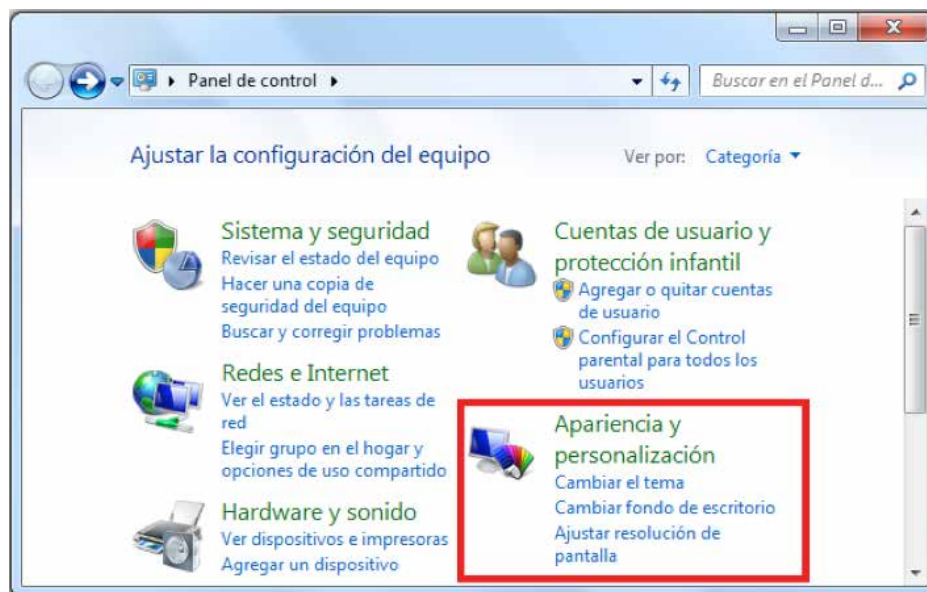 Panel de control
Buscar en el Panel d...
Ajustar la configuración del equipo
Ver por: Categoría
Sistema y seguridad
Revisar el estado del equipo
Hacer una copia de
seguridad del equipo
Buscar y corregir problemas
Redes e Internet
Ver el estado y las tareas de
red
Elegir grupo en el hogar y
opciones de uso compartido
Hardware y sonido
Ver dispositivos e impresoras
Agregar un dispositivo
Cuentas de usuario y
protección infantil
Agregar o quitar cuentas
de usuario
Configurar el Control
parental para todos los
usuarios
Apariencia y
personalización
Cambiar el tema
Cambiar fondo de escritorio
Ajustar resolución de
pantalla